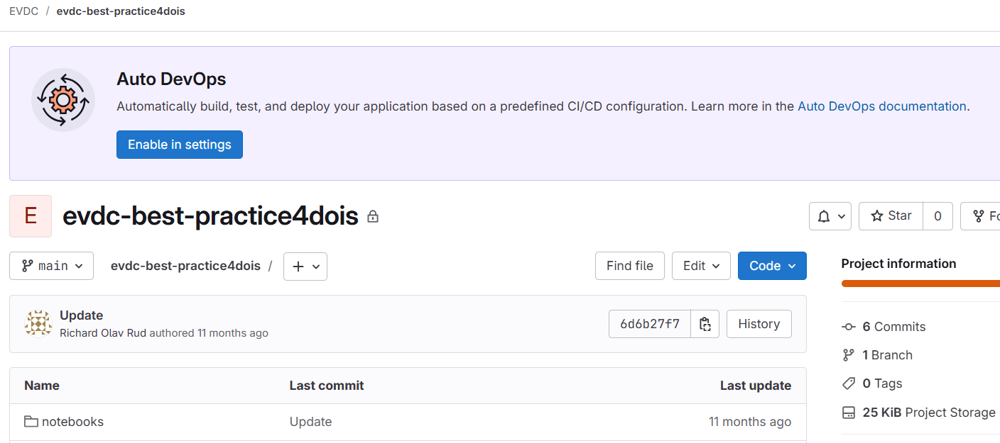 EVDC / evdc-best-practice4dois
Auto DevOps
Automatically build, test, and deploy your application based on a predefined CI/CD configuration. Learn more in the Auto DevOps documentation.
Enable in settings
E
evdc-best-practice4dois
Star 0
Fo
main
evdc-best-practice4dois /
Find file
Edit
Code
Project information
Update
Richard Olav Rud authored 11 months ago
6d6b27f7
History
6 Commits
1 Branch
0 Tags
25 KiB Project Storage
Name Last commit Last update
notebooks Update 11 months ago